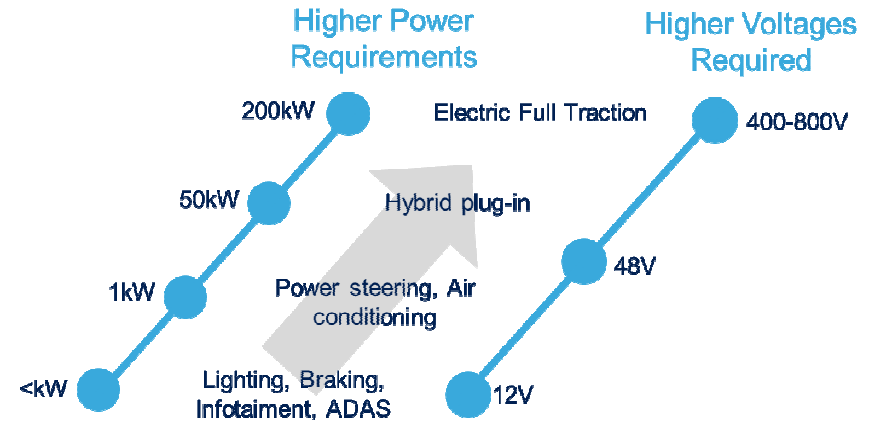 Higher Power
Requirements
Higher Voltages
Required
200kW
Electric Full Traction
400-800V
50kW
Hybrid plug-in
48V
1kW
Power steering, Air
conditioning
<kW
Lighting, Braking,
Infotaiment, ADAS
12V